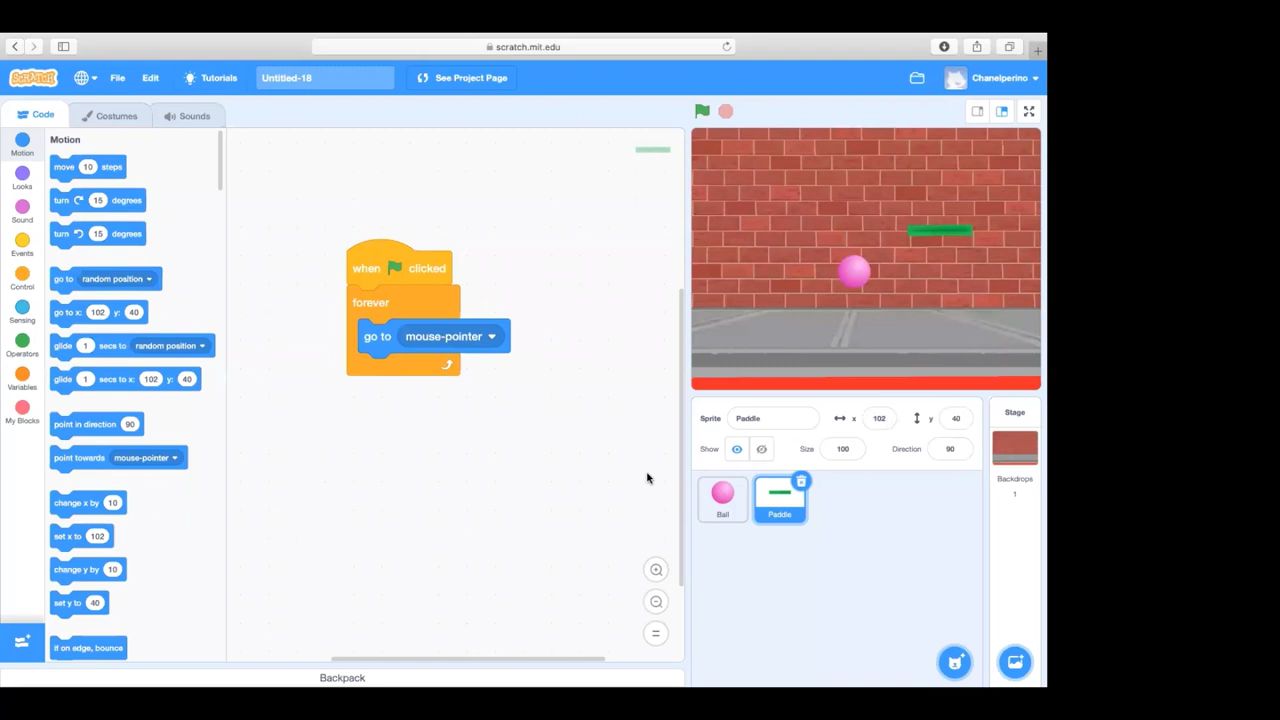 scratch.mit.edu
SCRATCH File Edit Tutorials Untitled-18 See Project Page Chanelperino
Code Costumes Sounds
Motion
Looks
Sound
Events
Control
Sensing
Operators
Variables
My Blocks
Motion
move 10 steps
turn 15 degrees
turn 15 degrees
go to random position
go to x: 102 y: 40
glide 1 secs to random position
glide 1 secs to x: 102 y: 40
point in direction 90
point towards mouse-pointer
change x by 10
set x to 102
change y by 10
set y to 40
if on edge, bounce
when clicked
forever
go to mouse-pointer
Backpack
Sprite Paddle x 102 y 40
Show Size 100 Direction 90
Ball
Paddle
Stage
Backdrops
1